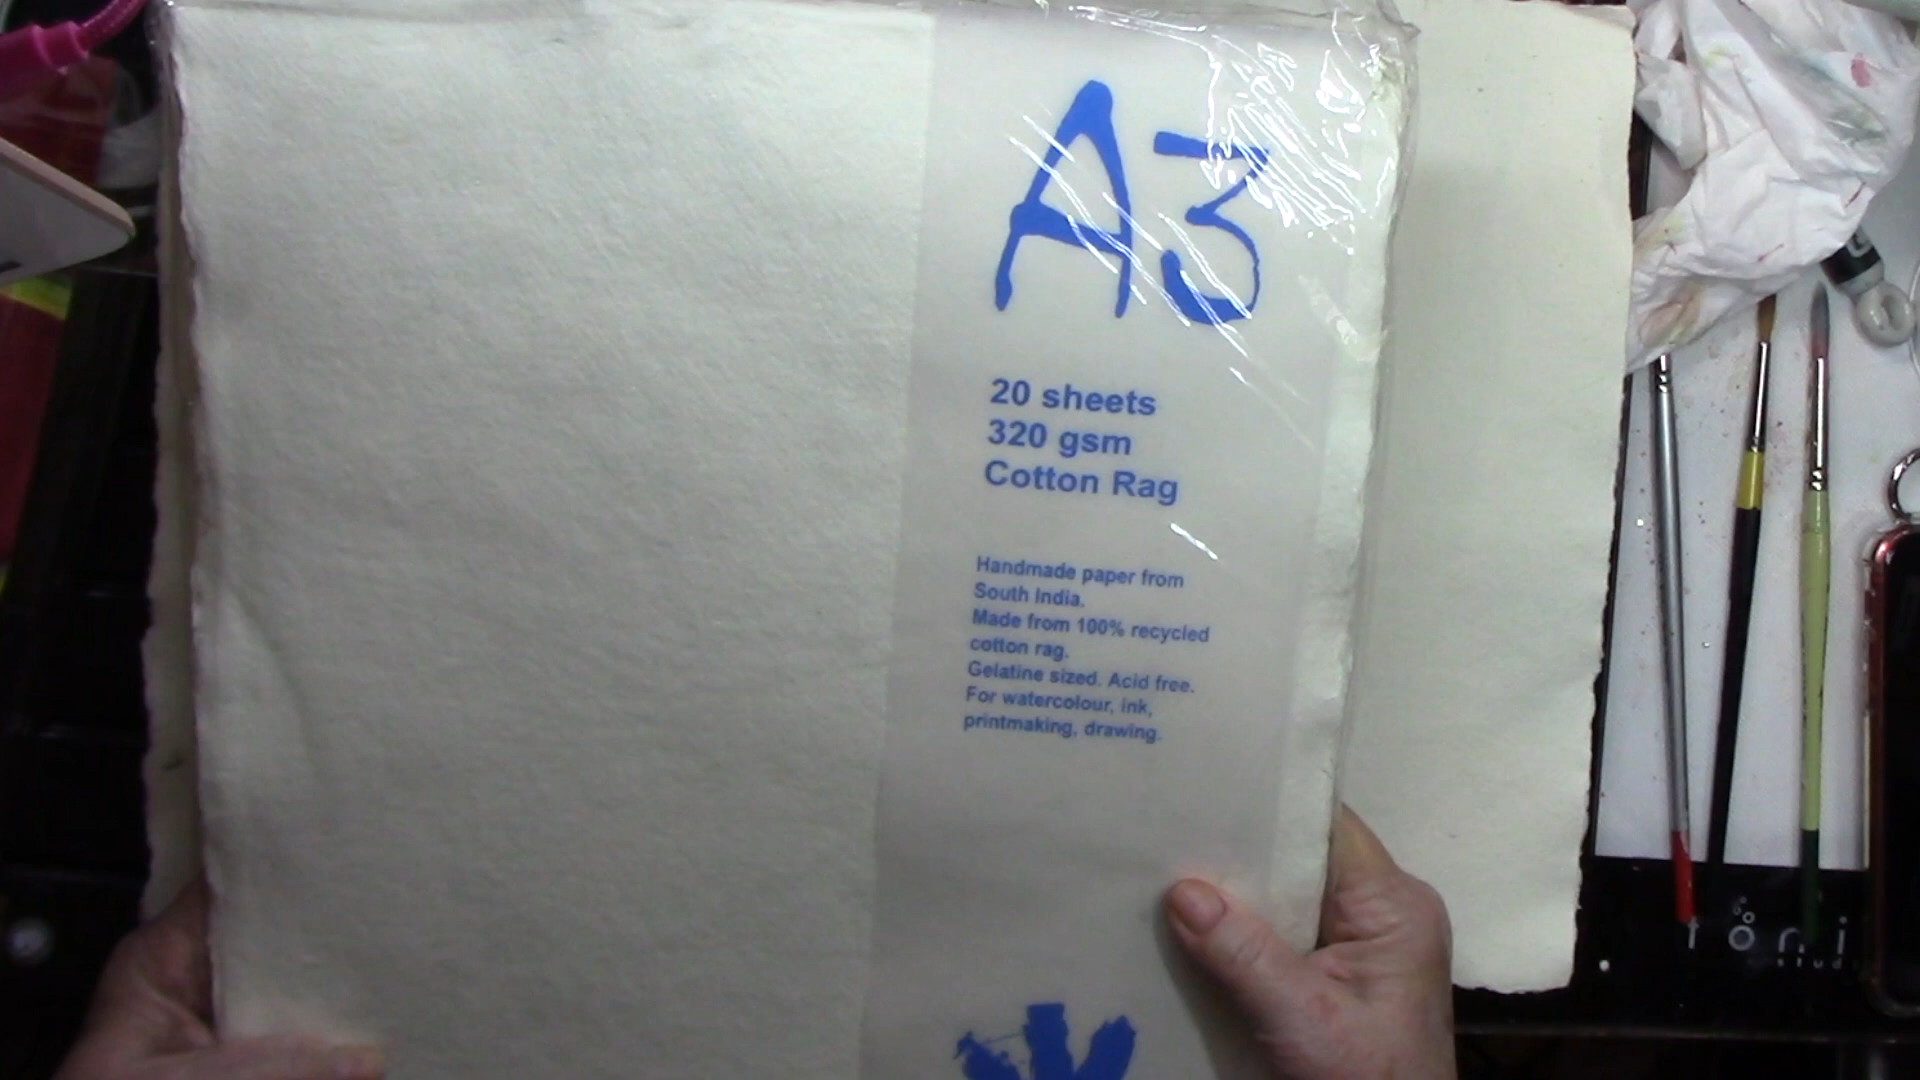 A3
20 sheets
320 gsm
Cotton Rag
Handmade paper from
South India.
Made from 100% recycled
cotton rag.
Gelatine sized. Acid free.
For watercolour, ink,
printmaking, drawing.